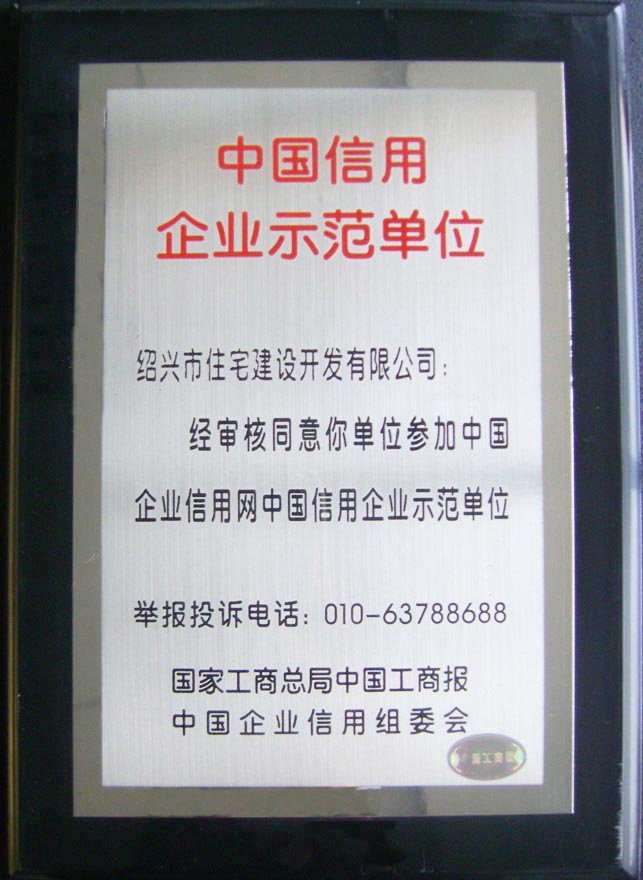 中国信用
企业示范单位
绍兴市住宅建设开发有限公司：
经审核同意你单位参加中国
企业信用网中国信用企业示范单位
举报投诉电话：010-63788688
国家工商总局中国工商报
中国企业信用组委会